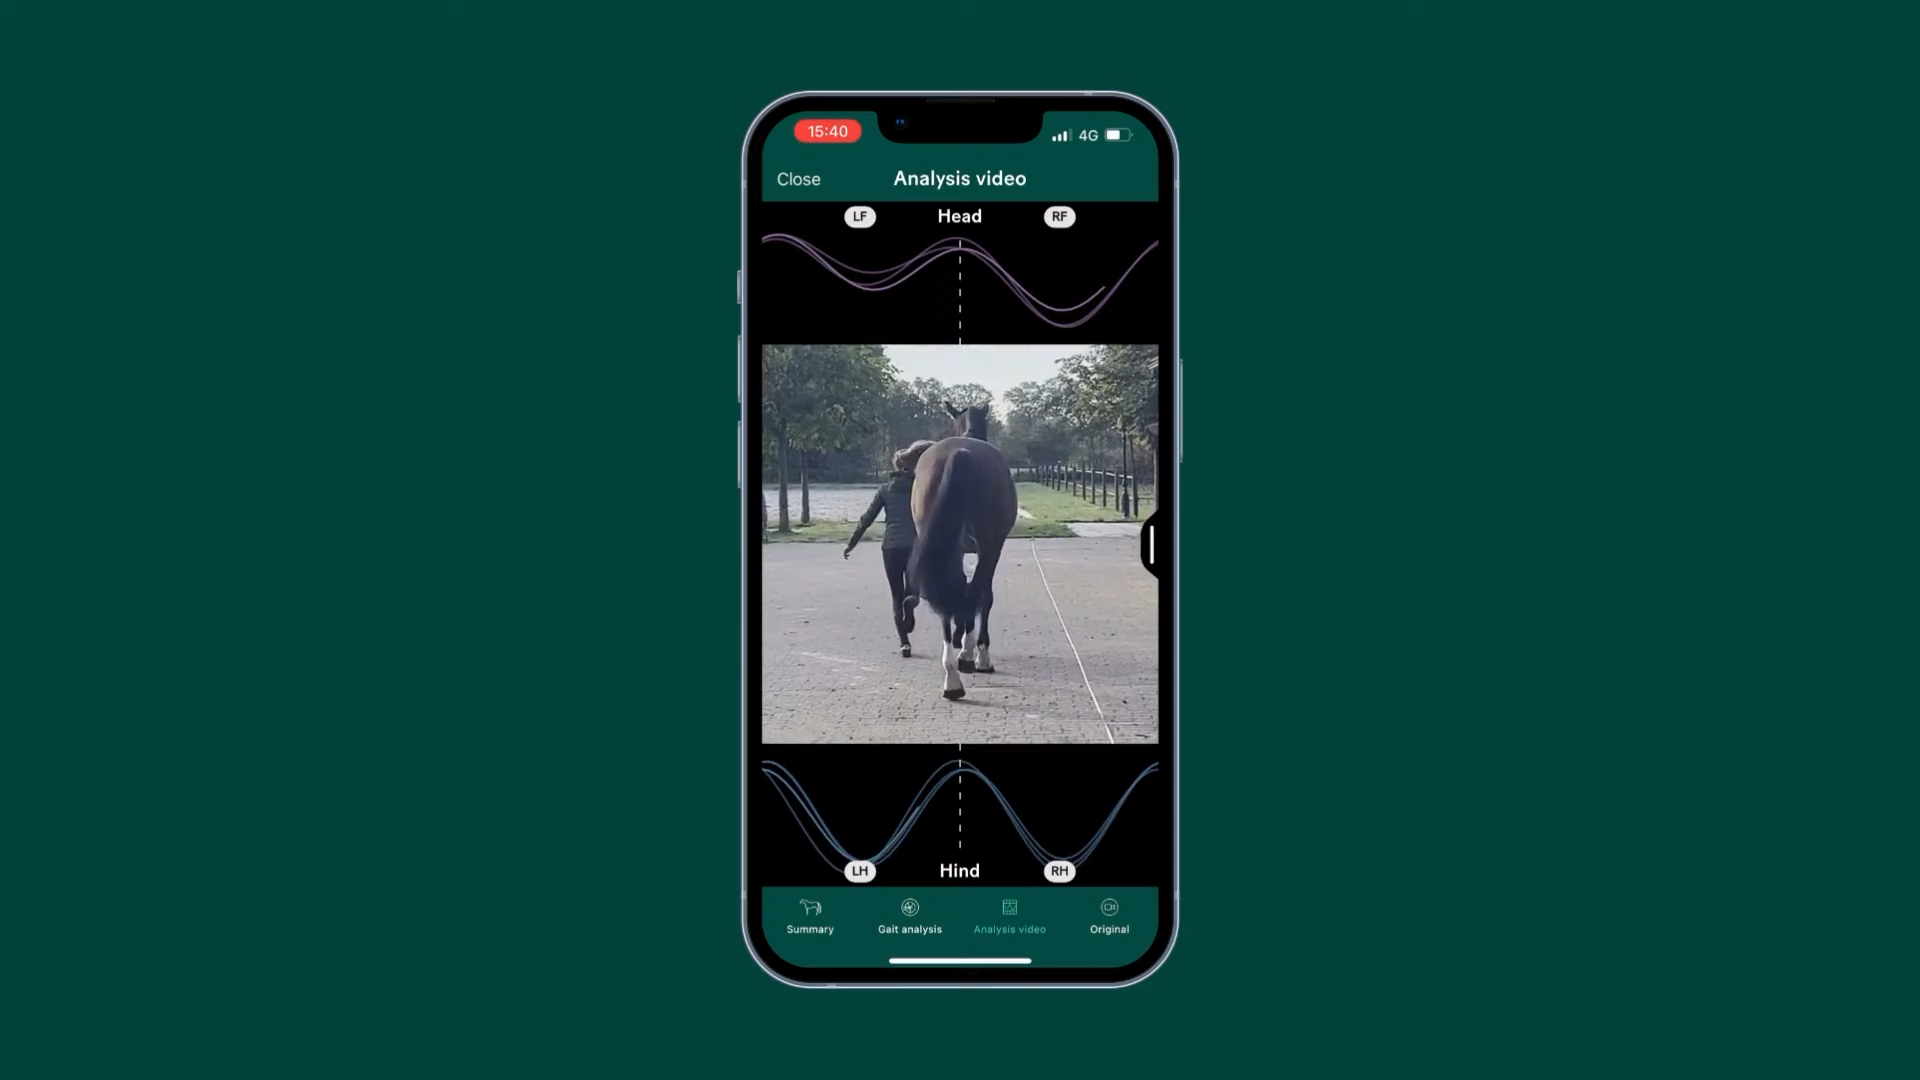 15:40
4G
Close
Analysis video
LF
Head
RF
LH
Hind
RH
Summary
Gait analysis
Analysis video
Original